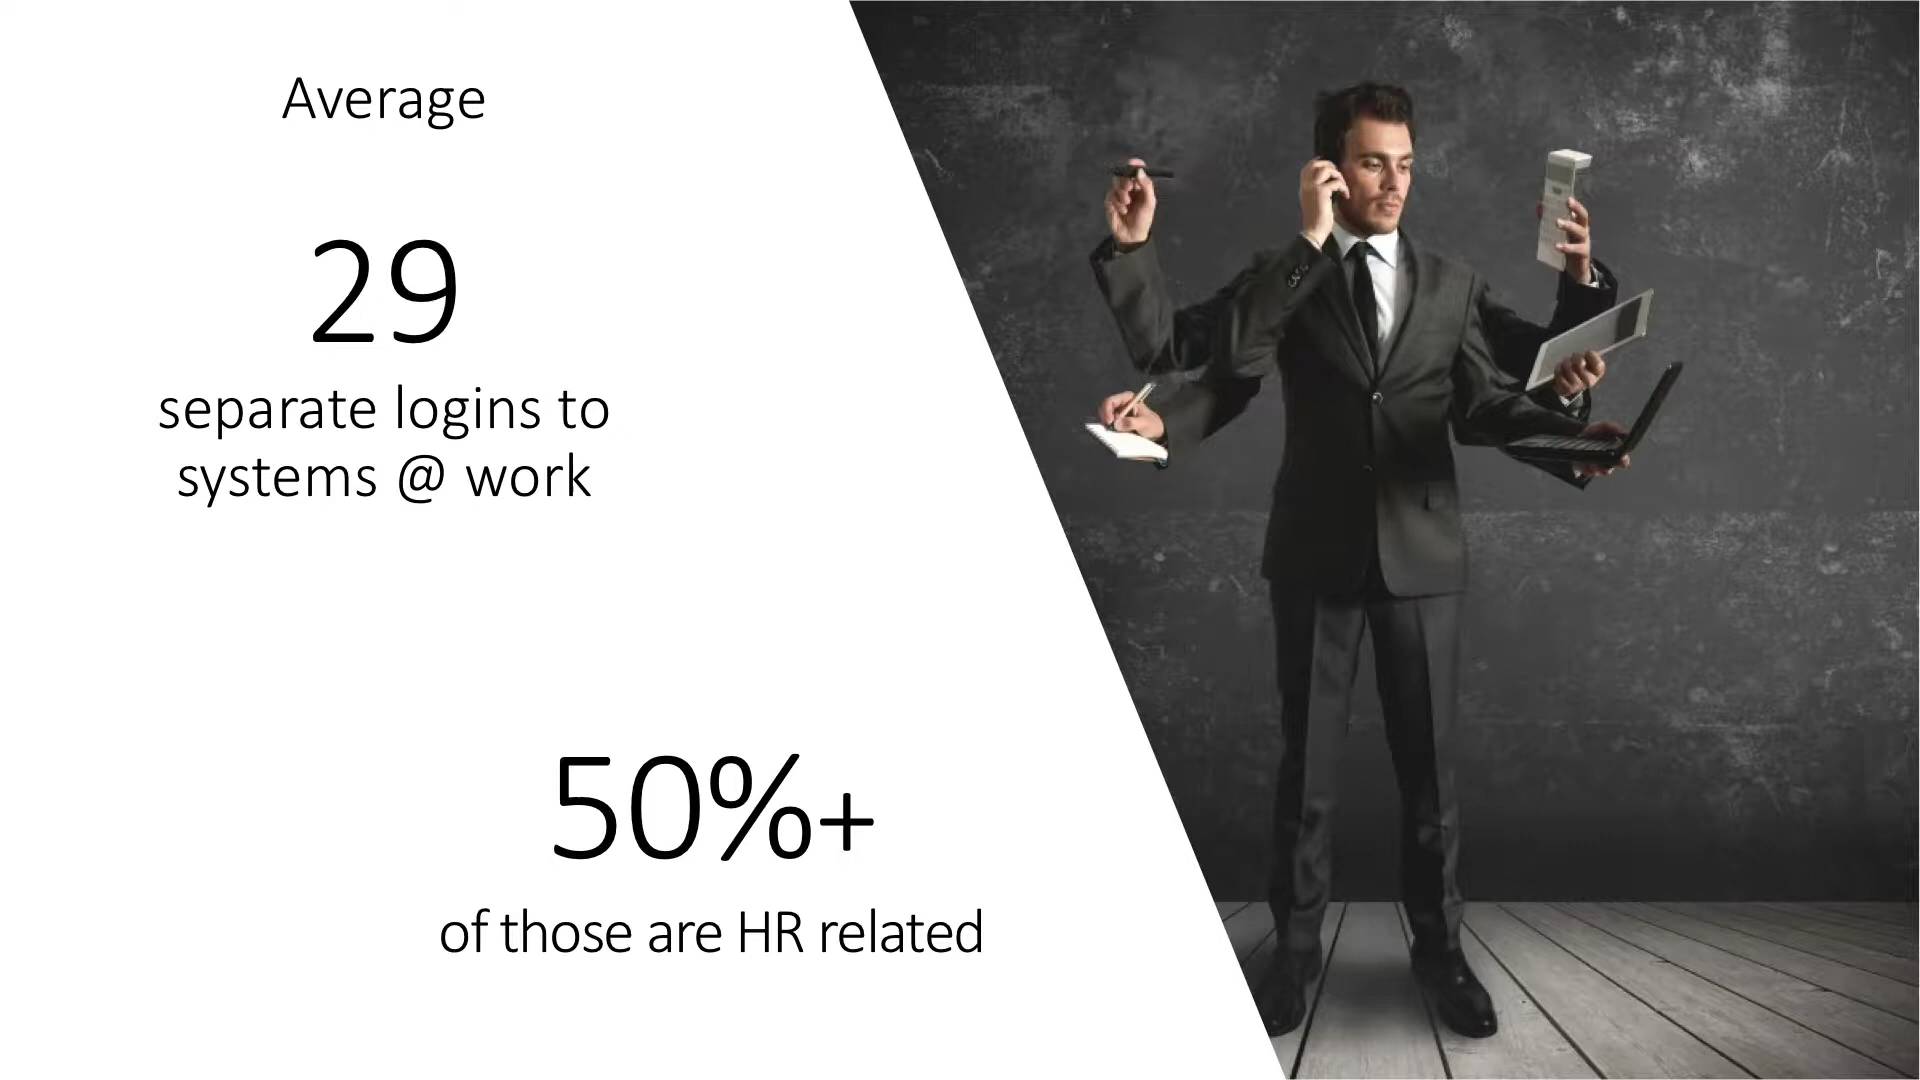 Average
29
separate logins to
systems @ work
50%+
of those are HR related